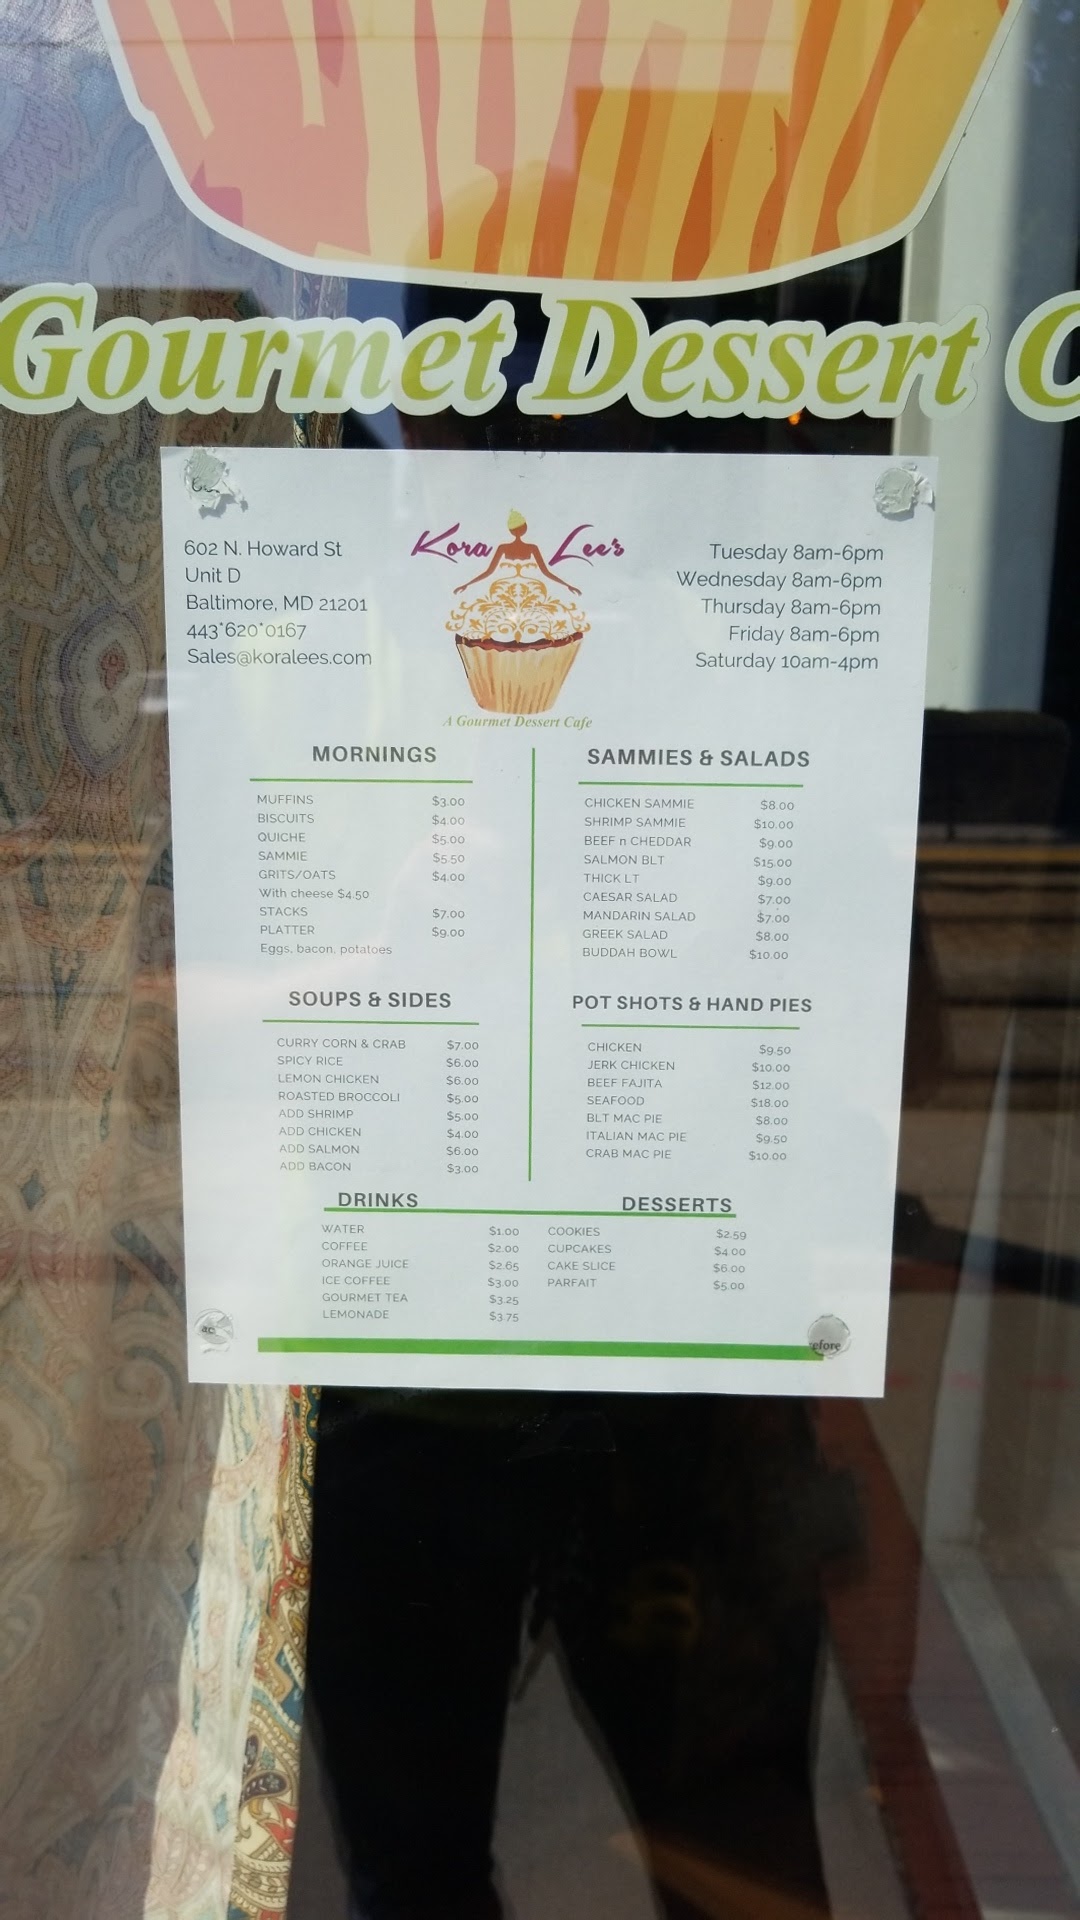 Gourmet Dessert C
602 N. Howard St
Unit D
Baltimore, MD 21201
443*620*0167
Sales@koralees.com
Kora Lee's
A Gourmet Dessert Cafe
Tuesday 8am-6pm
Wednesday 8am-6pm
Thursday 8am-6pm
Friday 8am-6pm
Saturday 10am-4pm
MORNINGS
MUFFINS $3.00
BISCUITS $4.00
QUICHE $5.00
SAMMIE $5.50
GRITS/OATS $4.00
With cheese $4.50
STACKS $7.00
PLATTER $9.00
Eggs, bacon, potatoes
SAMMIES & SALADS
CHICKEN SAMMIE $8.00
SHRIMP SAMMIE $10.00
BEEF n CHEDDAR $9.00
SALMON BLT $15.00
THICK LT $9.00
CAESAR SALAD $7.00
MANDARIN SALAD $7.00
GREEK SALAD $8.00
BUDDAH BOWL $10.00
SOUPS & SIDES
CURRY CORN & CRAB $7.00
SPICY RICE $6.00
LEMON CHICKEN $6.00
ROASTED BROCCOLI $5.00
ADD SHRIMP $5.00
ADD CHICKEN $4.00
ADD SALMON $6.00
ADD BACON $3.00
POT SHOTS & HAND PIES
CHICKEN $9.50
JERK CHICKEN $10.00
BEEF FAJITA $12.00
SEAFOOD $18.00
BLT MAC PIE $8.00
ITALIAN MAC PIE $9.50
CRAB MAC PIE $10.00
DRINKS
WATER $1.00
COFFEE $2.00
ORANGE JUICE $2.65
ICE COFFEE $3.00
GOURMET TEA $3.25
LEMONADE $3.75
DESSERTS
COOKIES $2.59
CUPCAKES $4.00
CAKE SLICE $6.00
PARFAIT $5.00
ac
efore